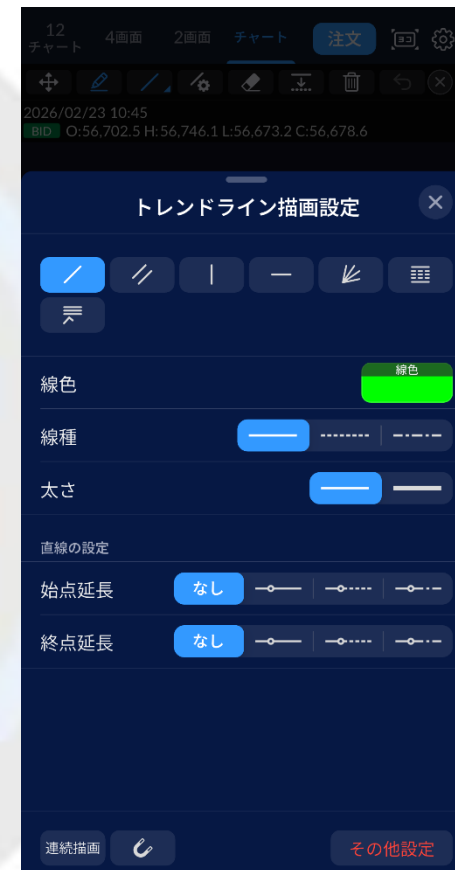 12
チャート
4画面
2画面
チャート
注文
ヨコ
2026/02/23 10:45
BID O:56,702.5 H:56,746.1 L:56,673.2 C:56,678.6
トレンドライン描画設定
線色
線色
線種
太さ
直線の設定
始点延長
なし
終点延長
なし
連続描画
その他設定